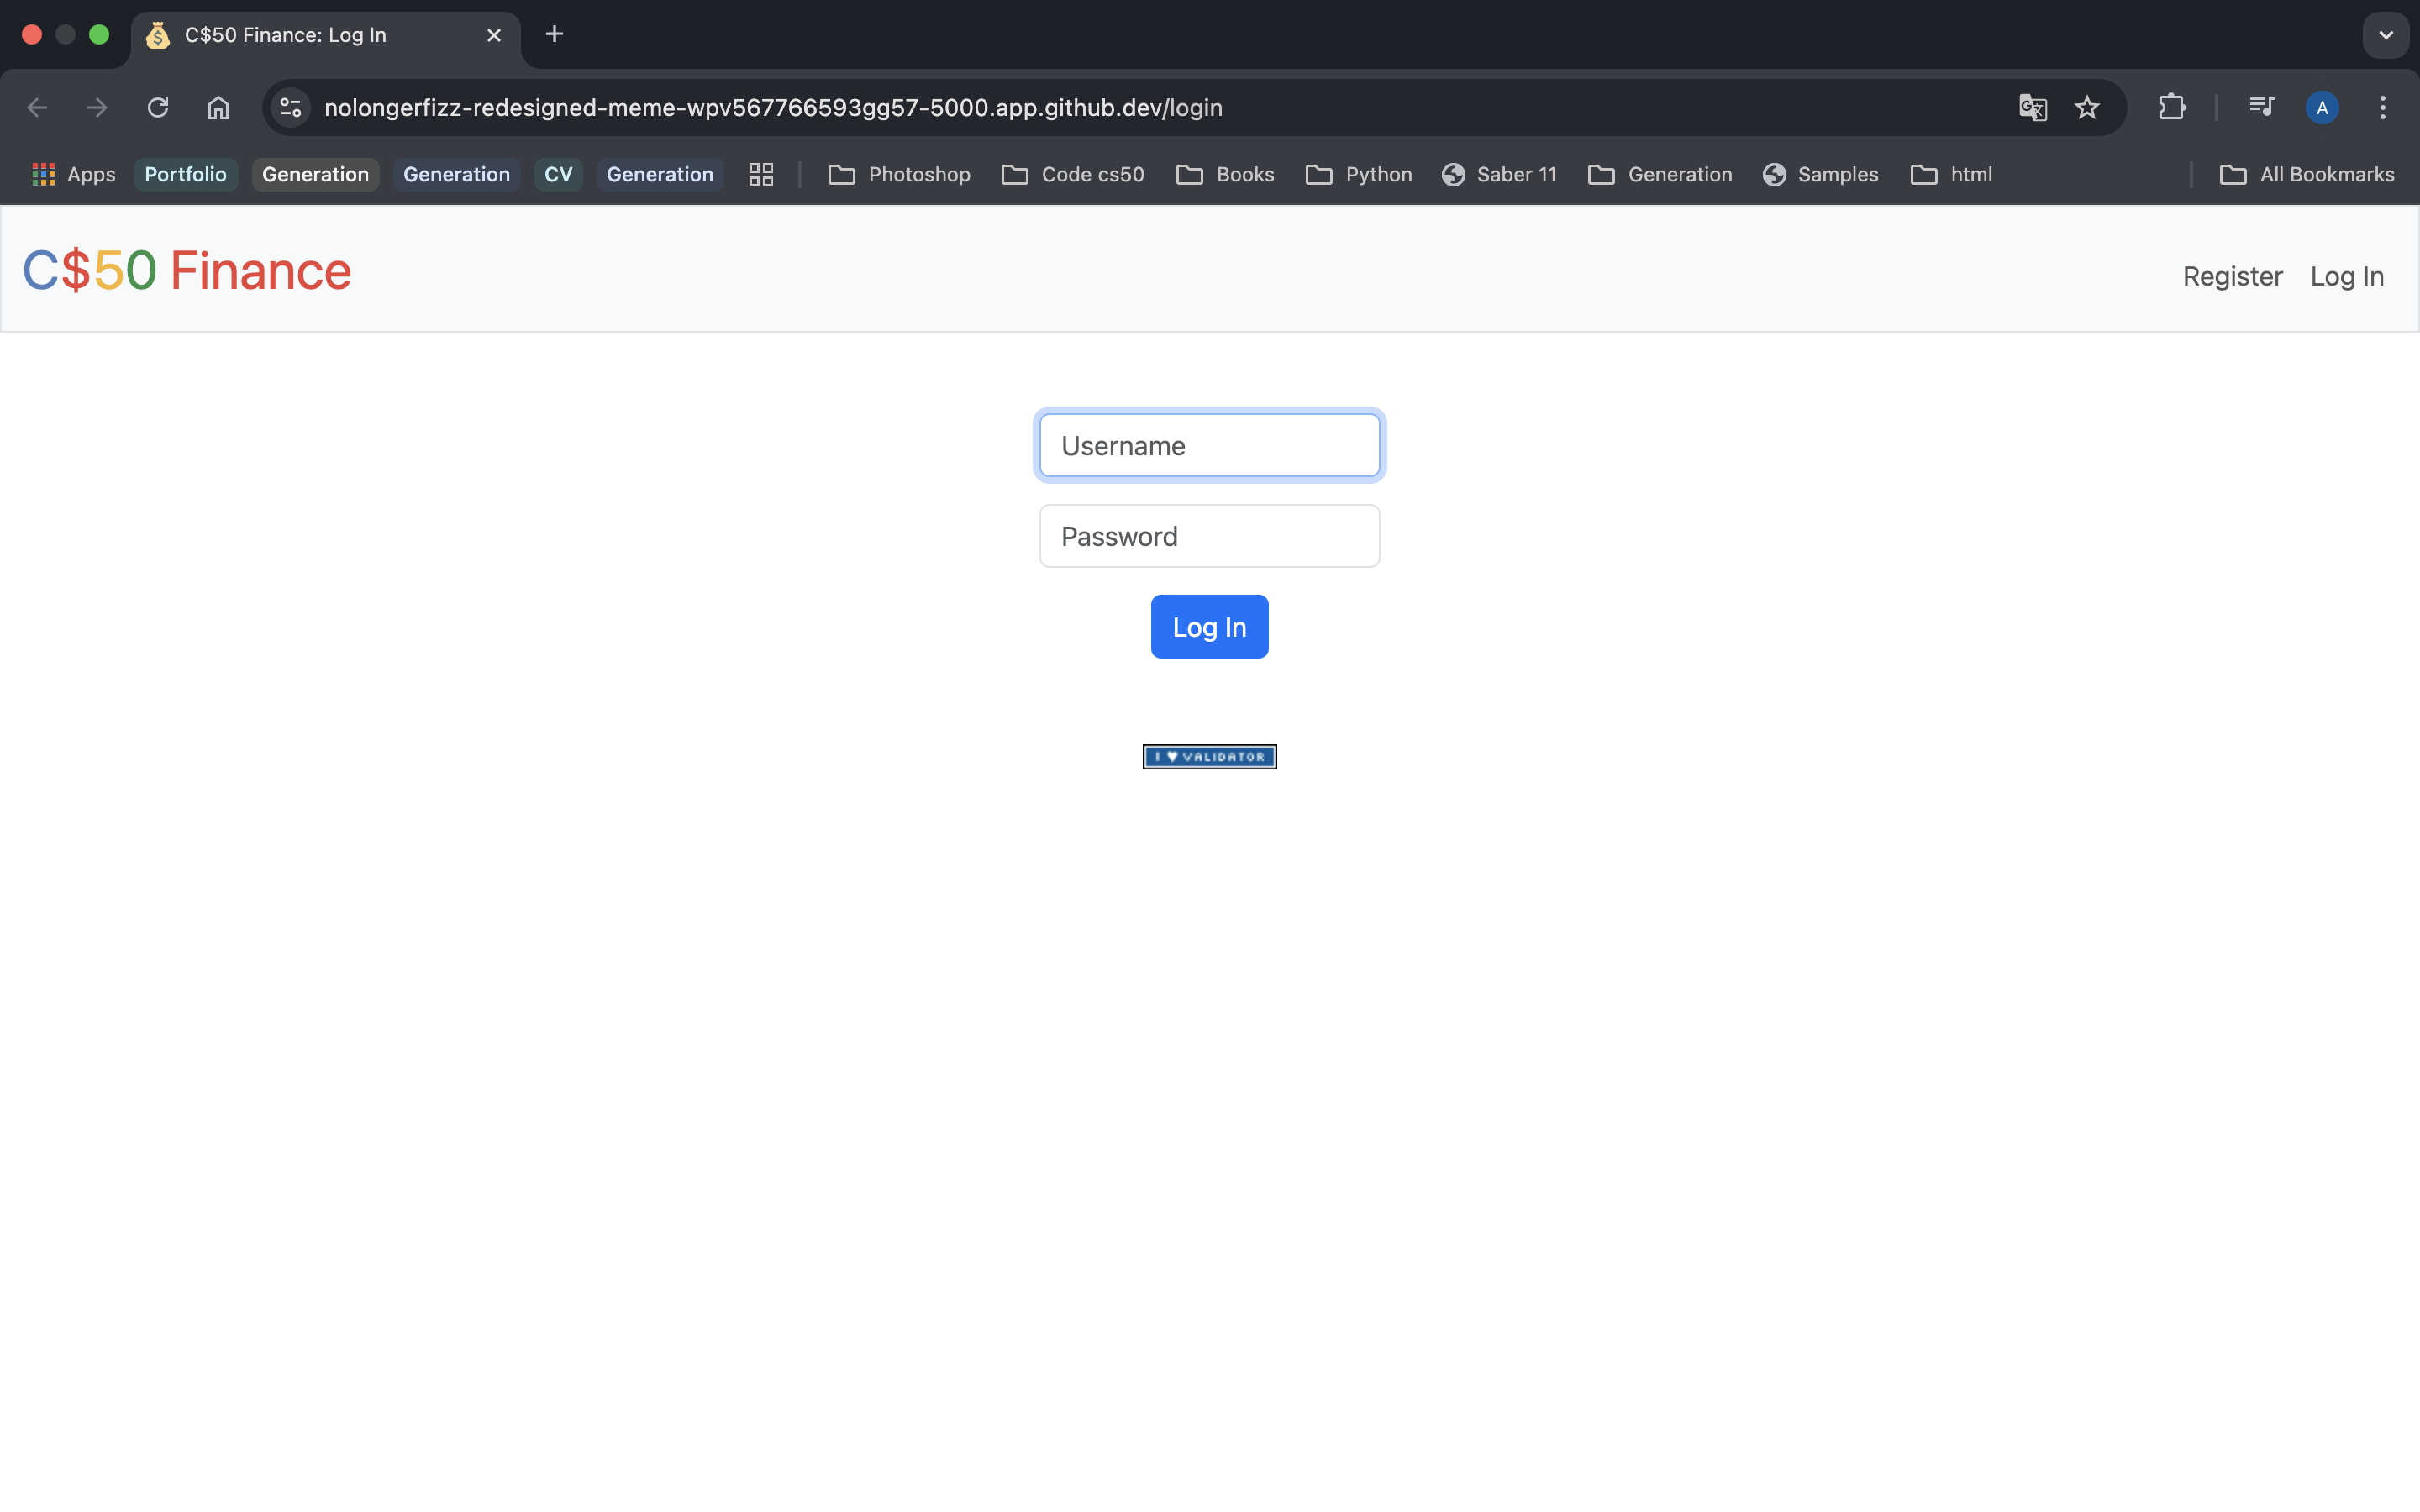 C$50 Finance: Log In
nolongerfizz-redesigned-meme-wpv567766593gg57-5000.app.github.dev/login
A
Apps Portfolio Generation Generation CV Generation Photoshop Code cs50 Books Python Saber 11 Generation Samples html All Bookmarks
C$50 Finance Register Log In
Username
Password
Log In
I ♥ VALIDATOR